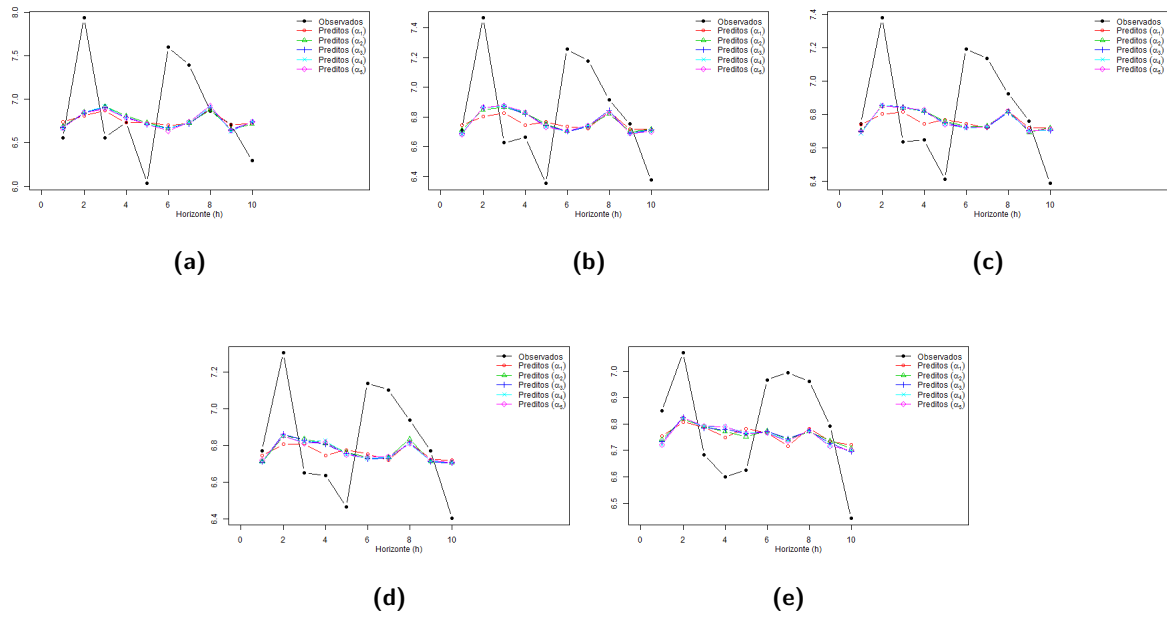 8.0
7.5
7.0
6.5
6.0
0 2 4 6 8 10
Horizonte (h)
Observados
Preditos (α₁)
Preditos (α₂)
Preditos (α₃)
Preditos (α₄)
Preditos (α₅)
(a)
7.4
7.2
7.0
6.8
6.6
6.4
0 2 4 6 8 10
Horizonte (h)
Observados
Preditos (α₁)
Preditos (α₂)
Preditos (α₃)
Preditos (α₄)
Preditos (α₅)
(b)
7.4
7.2
7.0
6.8
6.6
6.4
0 2 4 6 8 10
Horizonte (h)
Observados
Preditos (α₁)
Preditos (α₂)
Preditos (α₃)
Preditos (α₄)
Preditos (α₅)
(c)
7.2
7.0
6.8
6.6
6.4
0 2 4 6 8 10
Horizonte (h)
Observados
Preditos (α₁)
Preditos (α₂)
Preditos (α₃)
Preditos (α₄)
Preditos (α₅)
(d)
7.0
6.9
6.8
6.7
6.6
6.5
0 2 4 6 8 10
Horizonte (h)
Observados
Preditos (α₁)
Preditos (α₂)
Preditos (α₃)
Preditos (α₄)
Preditos (α₅)
(e)